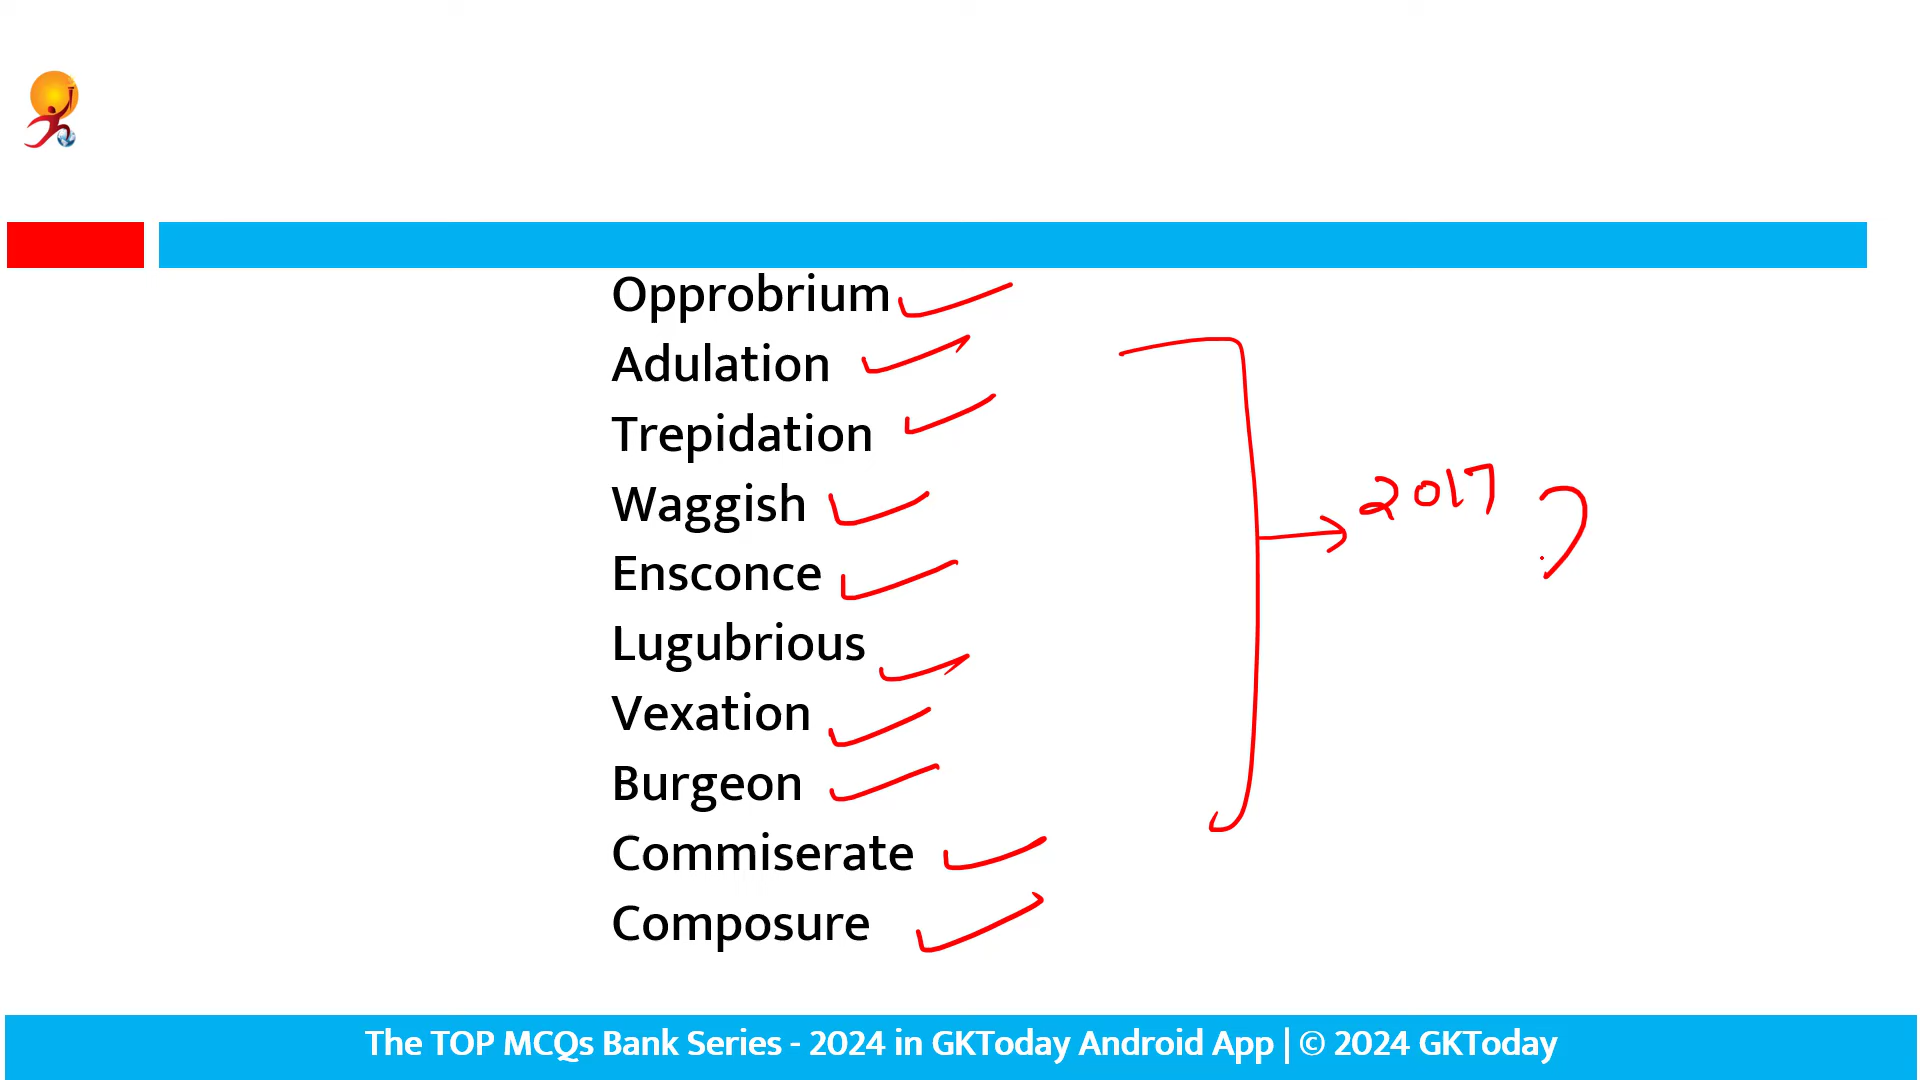 Opprobrium
Adulation
Trepidation
Waggish
Ensconce
Lugubrious
Vexation
Burgeon
Commiserate
Composure
2017
The TOP MCQs Bank Series - 2024 in GKToday Android App | © 2024 GKToday